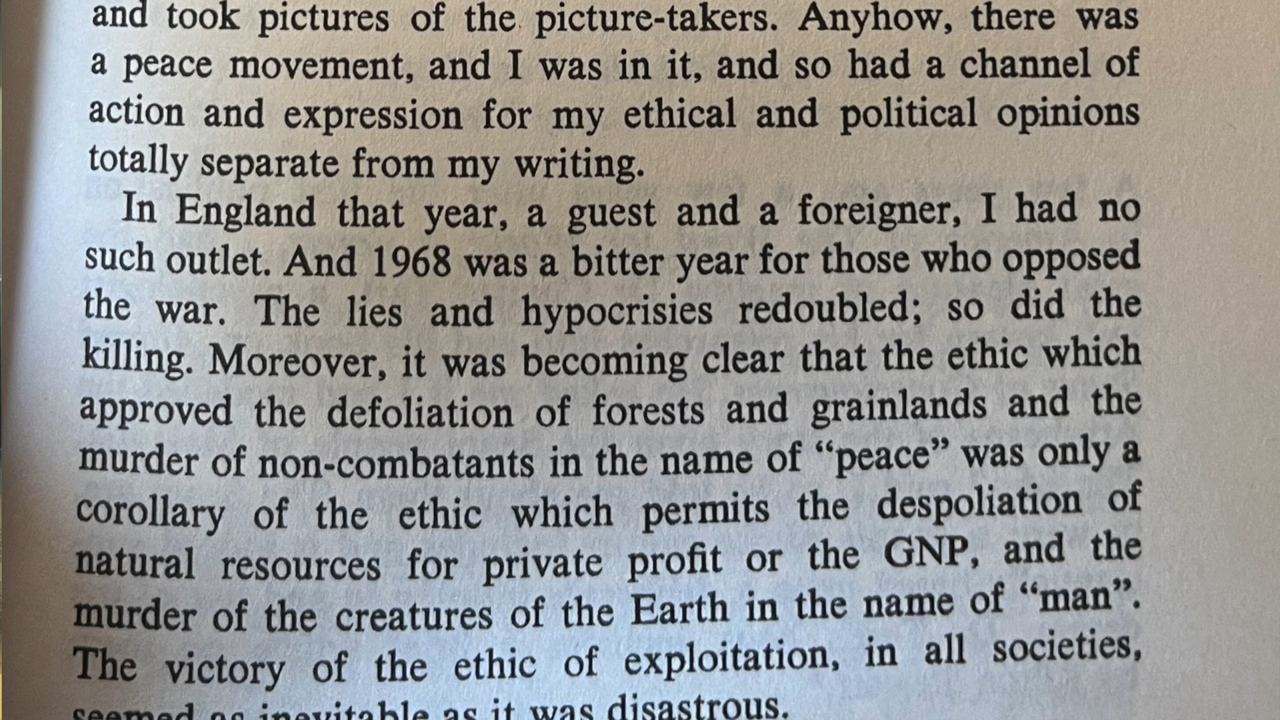 and took pictures of the picture-takers. Anyhow, there was
a peace movement, and I was in it, and so had a channel of
action and expression for my ethical and political opinions
totally separate from my writing.
In England that year, a guest and a foreigner, I had no
such outlet. And 1968 was a bitter year for those who opposed
the war. The lies and hypocrisies redoubled; so did the
killing. Moreover, it was becoming clear that the ethic which
approved the defoliation of forests and grainlands and the
murder of non-combatants in the name of “peace” was only a
corollary of the ethic which permits the despoliation of
natural resources for private profit or the GNP, and the
murder of the creatures of the Earth in the name of “man”.
The victory of the ethic of exploitation, in all societies,
seemed as inevitable as it was disastrous.